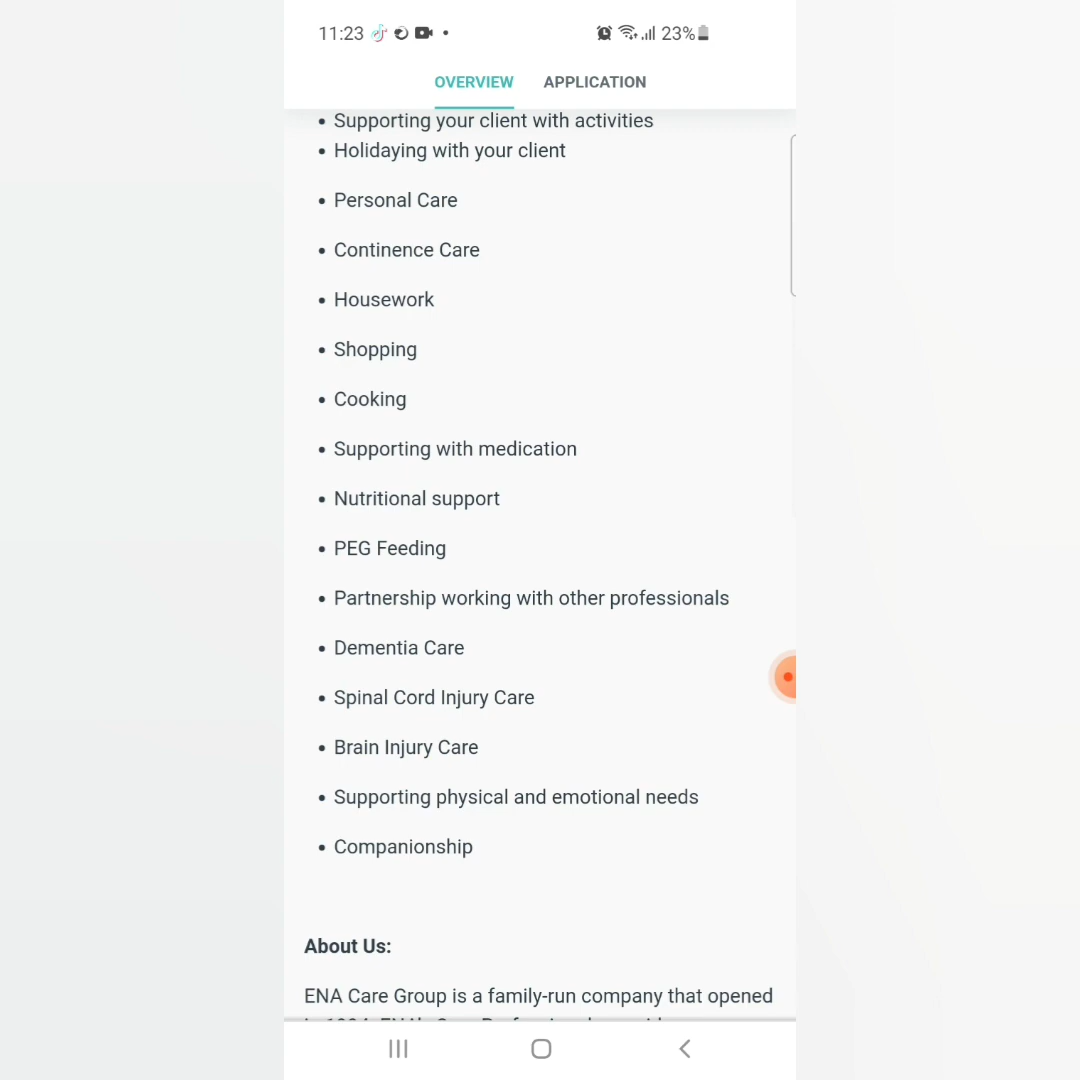 11:23
23%
OVERVIEW APPLICATION
• Supporting your client with activities
• Holidaying with your client
• Personal Care
• Continence Care
• Housework
• Shopping
• Cooking
• Supporting with medication
• Nutritional support
• PEG Feeding
• Partnership working with other professionals
• Dementia Care
• Spinal Cord Injury Care
• Brain Injury Care
• Supporting physical and emotional needs
• Companionship
About Us:
ENA Care Group is a family-run company that opened